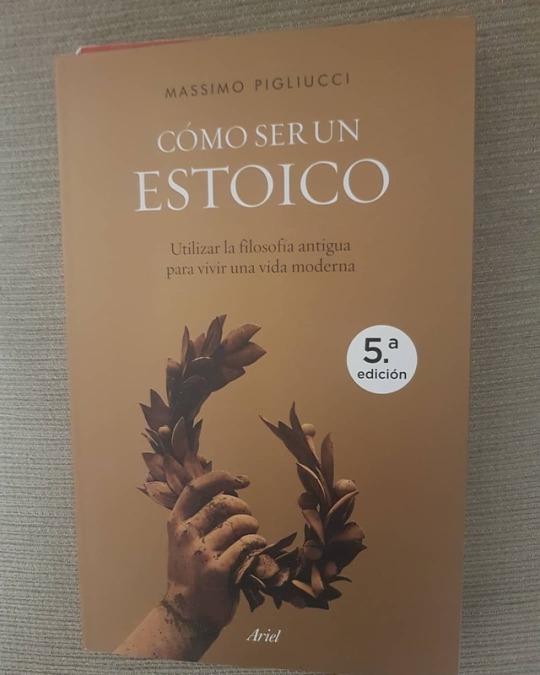 MASSIMO PIGLIUCCI
CÓMO SER UN
ESTOICO
Utilizar la filosofía antigua
para vivir una vida moderna
5.ª
edición
Ariel